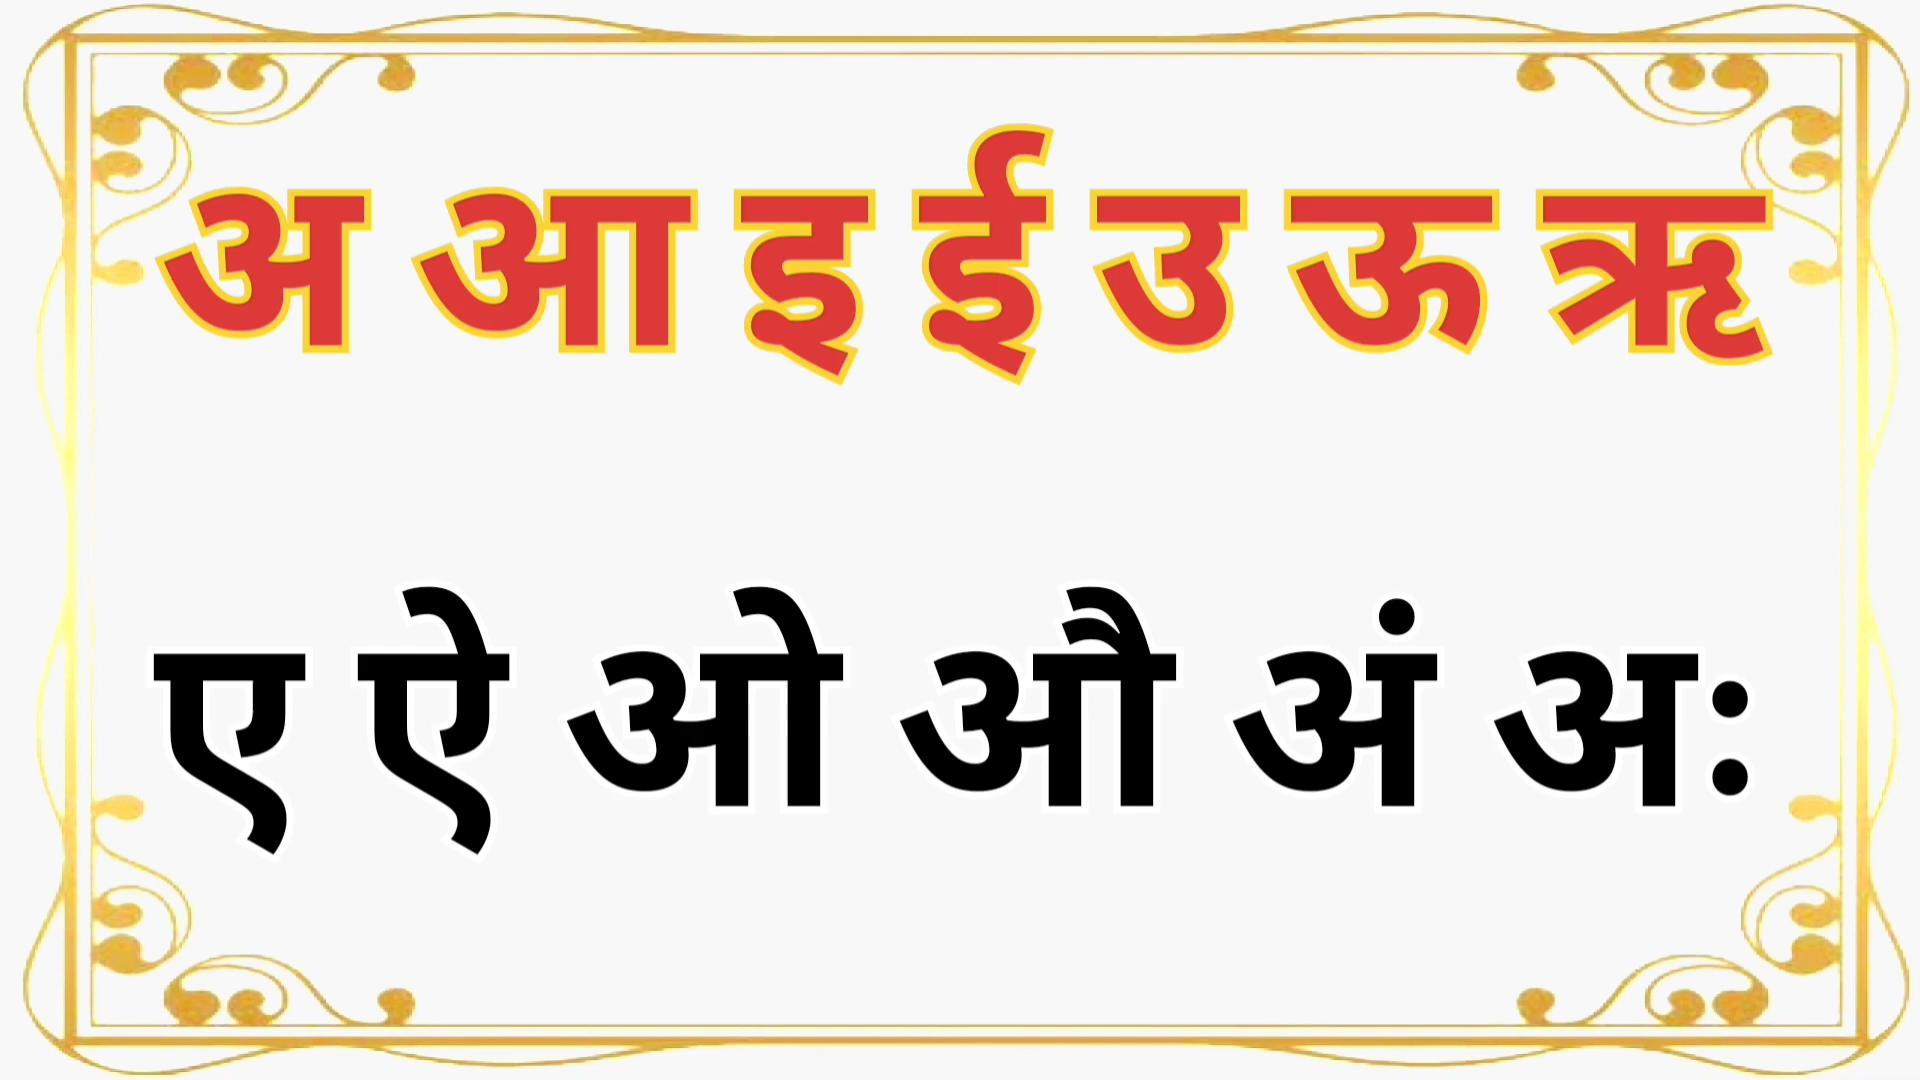 अ आ इ ई उ ऊ ऋ
ए ऐ ओ औ अं अः